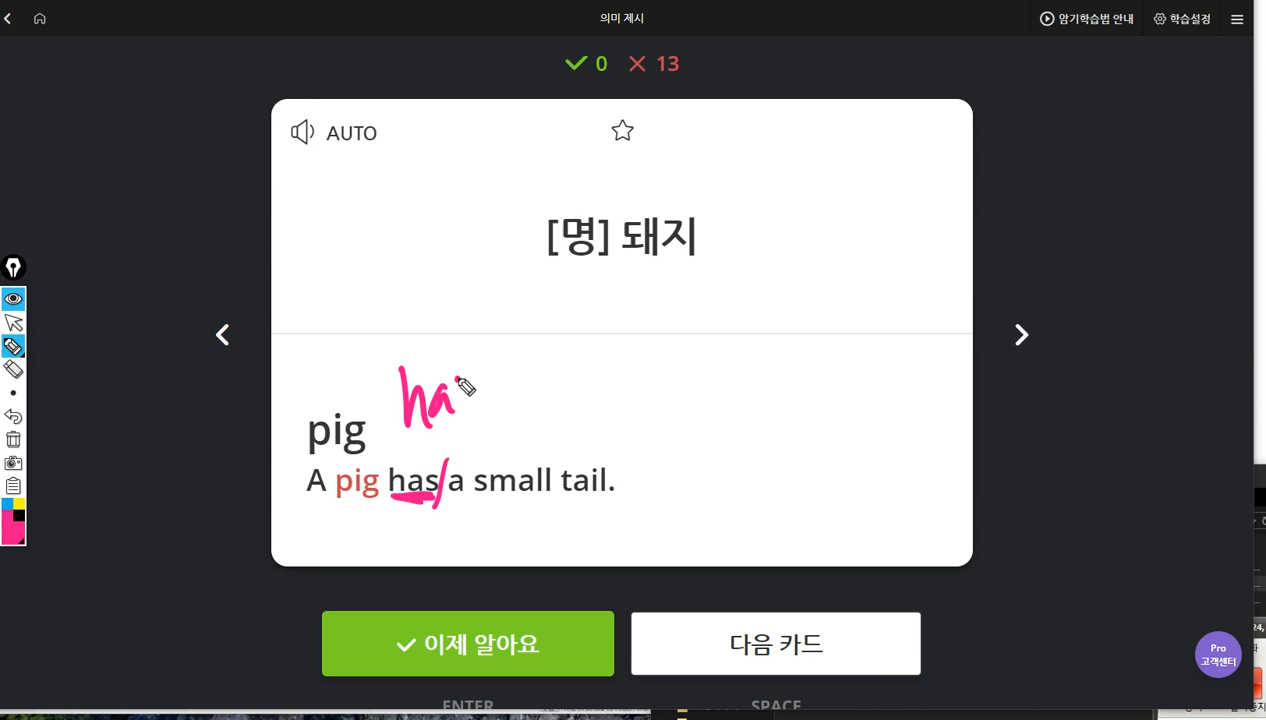 의미 제시
암기학습법 안내
학습설정
0 13
AUTO
[명] 돼지
ha
pig
A pig has a small tail.
이제 알아요
다음 카드
ENTER
SPACE
Pro
고객센터